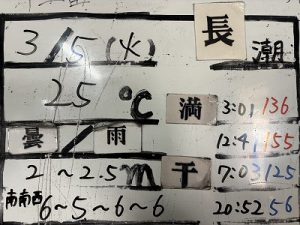 3/5(火) 長潮
25℃ 満 3:01 136
曇/雨 12:41 155
2～2.5m 干 7:03 125
南南西 6～5～6～6 20:52 56